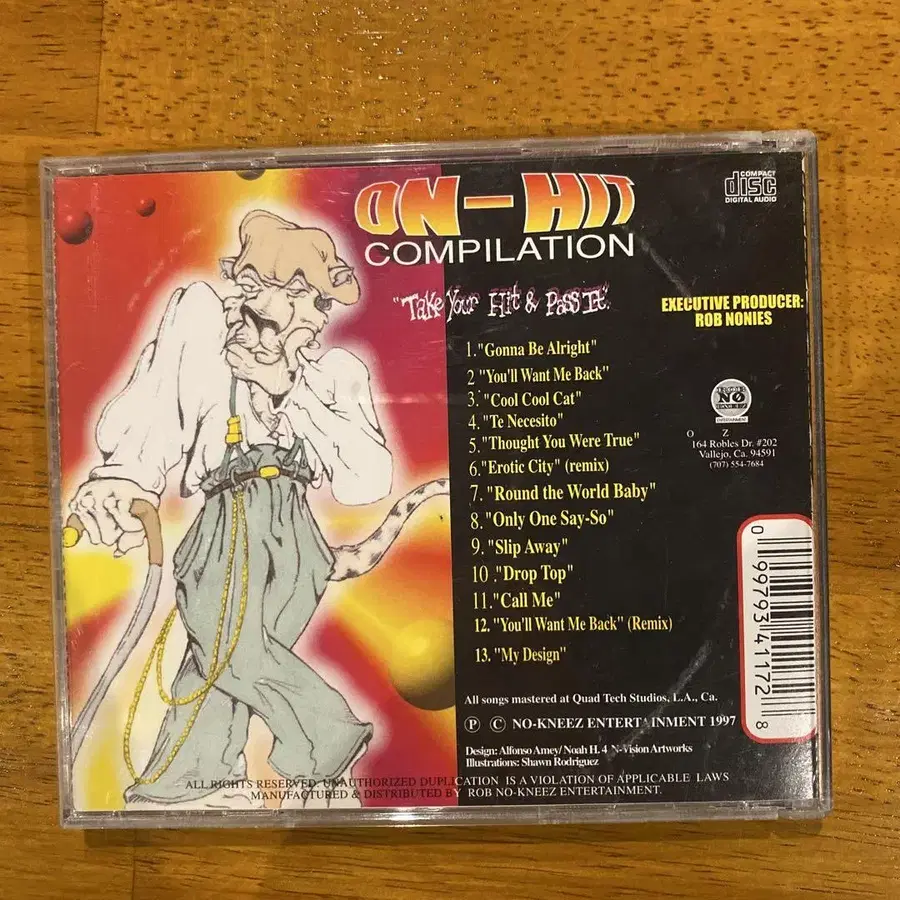 ON-HIT
COMPILATION
"Take Your Hit & Pass It"
COMPACT
disc
DIGITAL AUDIO
EXECUTIVE PRODUCER:
ROB NONIES
1."Gonna Be Alright"
2 "You'll Want Me Back"
3. "Cool Cool Cat"
4. "Te Necesito"
5. "Thought You Were True"
6."Erotic City" (remix)
7. "Round the World Baby"
8."Only One Say-So"
9. "Slip Away"
10 ."Drop Top"
11."Call Me"
12. "You'll Want Me Back" (Remix)
13. "My Design"
NO
ENTERTAINMENT
O Z
164 Robles Dr. #202
Vallejo, Ca. 94591
(707) 554-7684
0 99793 41172 8
All songs mastered at Quad Tech Studios, L.A., Ca.
P C NO-KNEEZ ENTERTAINMENT 1997
Design: Alfonso Amey/ Noah H. 4 N-Vision Artworks
Illustrations: Shawn Rodriguez
ALL RIGHTS RESERVED. UNAUTHORIZED DUPLICATION IS A VIOLATION OF APPLICABLE LAWS
MANUFACTURED & DISTRIBUTED BY ROB NO-KNEEZ ENTERTAINMENT.